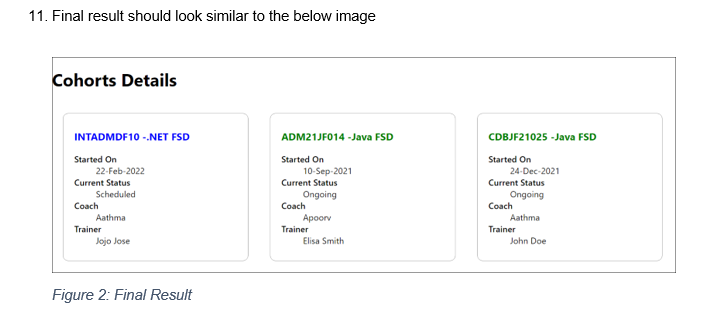 11. Final result should look similar to the below image
Cohorts Details
INTADMDF10 -.NET FSD
Started On
22-Feb-2022
Current Status
Scheduled
Coach
Aathma
Trainer
Jojo Jose
ADM21JF014 -Java FSD
Started On
10-Sep-2021
Current Status
Ongoing
Coach
Apoorv
Trainer
Elisa Smith
CDBJF21025 -Java FSD
Started On
24-Dec-2021
Current Status
Ongoing
Coach
Aathma
Trainer
John Doe
Figure 2: Final Result